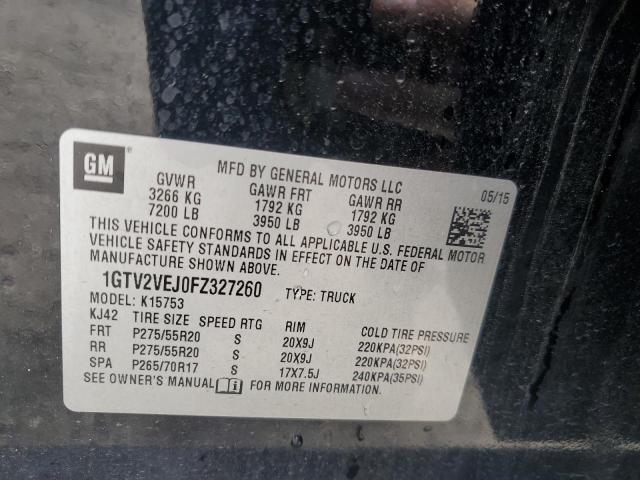 GM
MFD BY GENERAL MOTORS LLC
05/15
GVWR GAWR FRT GAWR RR
3266 KG 1792 KG 1792 KG
7200 LB 3950 LB 3950 LB
THIS VEHICLE CONFORMS TO ALL APPLICABLE U.S. FEDERAL MOTOR
VEHICLE SAFETY STANDARDS IN EFFECT ON THE DATE OF
MANUFACTURE SHOWN ABOVE.
1GTV2VEJ0FZ327260 TYPE: TRUCK
MODEL: K15753
KJ42 TIRE SIZE SPEED RTG RIM COLD TIRE PRESSURE
FRT P275/55R20 S 20X9J 220KPA(32PSI)
RR P275/55R20 S 20X9J 220KPA(32PSI)
SPA P265/70R17 S 17X7.5J 240KPA(35PSI)
SEE OWNER'S MANUAL FOR MORE INFORMATION.